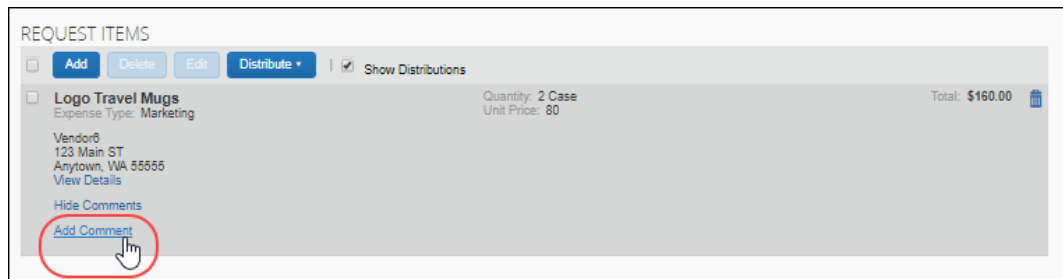 REQUEST ITEMS
Add Delete Edit Distribute | Show Distributions
Logo Travel Mugs Quantity: 2 Case Total: $160.00
Expense Type: Marketing Unit Price: 80
Vendor6
123 Main ST
Anytown, WA 55555
View Details
Hide Comments
Add Comment